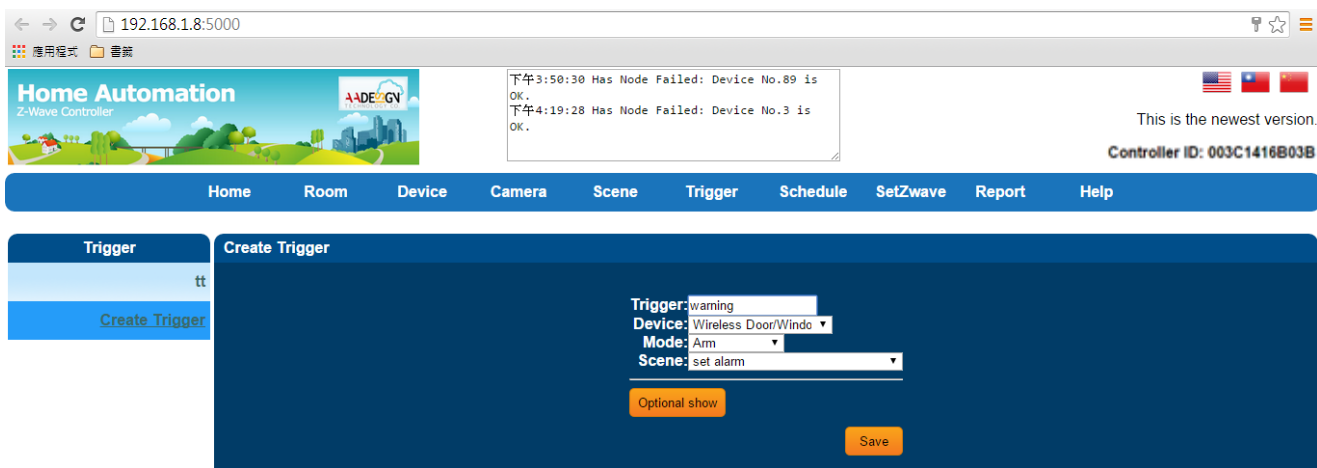 192.168.1.8:5000
應用程式 書籤
Home Automation
Z-Wave Controller
下午3:50:30 Has Node Failed: Device No.89 is
OK.
下午4:19:28 Has Node Failed: Device No.3 is
OK.
This is the newest version.
Controller ID: 003C1416B03B
Home Room Device Camera Scene Trigger Schedule SetZwave Report Help
Trigger
tt
Create Trigger
Create Trigger
Trigger: warning
Device: Wireless Door/Windo
Mode: Arm
Scene: set alarm
Optional show
Save